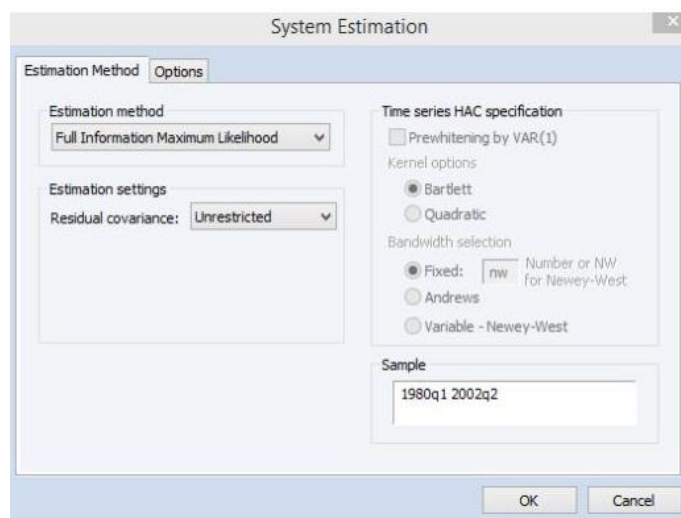 System Estimation
Estimation Method
Options
Estimation method
Full Information Maximum Likelihood
Estimation settings
Residual covariance: Unrestricted
Time series HAC specification
Prewhitening by VAR(1)
Kernel options
Bartlett
Quadratic
Bandwidth selection
Fixed: nw
Number or NW
for Newey-West
Andrews
Variable - Newey-West
Sample
1980q1 2002q2
OK
Cancel